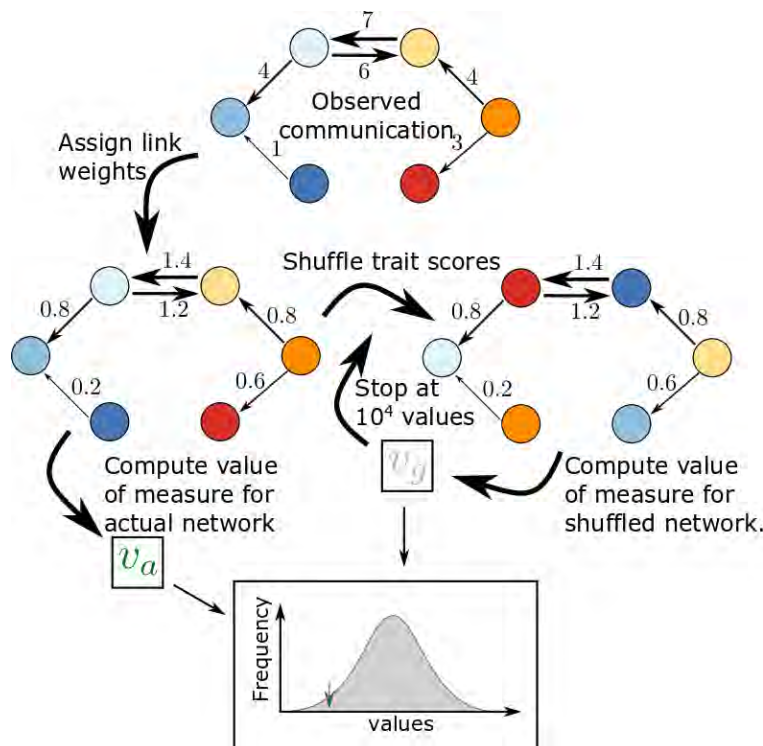 7
6
4
4
Observed
communication
1
3
Assign link
weights
1.4
1.2
0.8
0.8
0.2
0.6
Shuffle trait scores
1.4
1.2
0.8
0.8
0.2
0.6
Stop at
10⁴ values
v_g
Compute value
of measure for
actual network
Compute value
of measure for
shuffled network.
v_a
Frequency
values